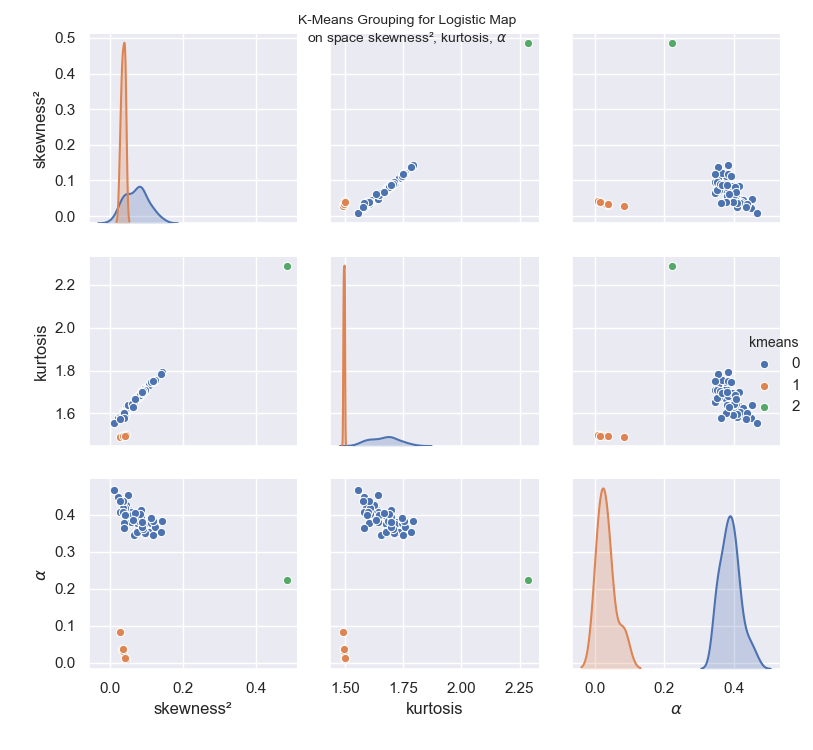 K-Means Grouping for Logistic Map
on space skewness², kurtosis, α
skewness²
0.5
0.4
0.3
0.2
0.1
0.0
kurtosis
2.2
2.0
1.8
1.6
kmeans
0
1
2
α
0.4
0.3
0.2
0.1
0.0
0.0 0.2 0.4
1.50 1.75 2.00 2.25
0.0 0.2 0.4
skewness²
kurtosis
α